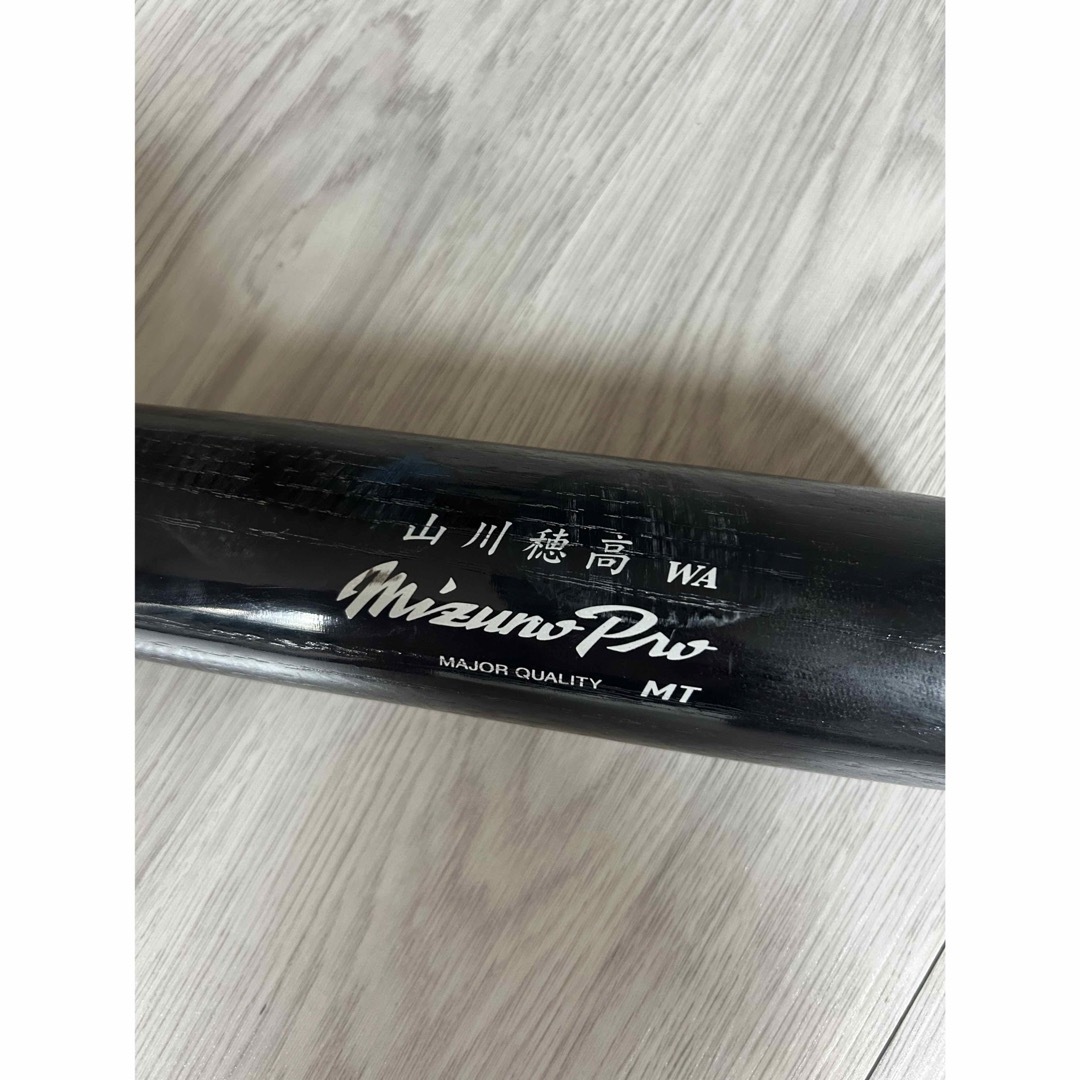 山川穂高 WA
Mizuno Pro
MAJOR QUALITY MT